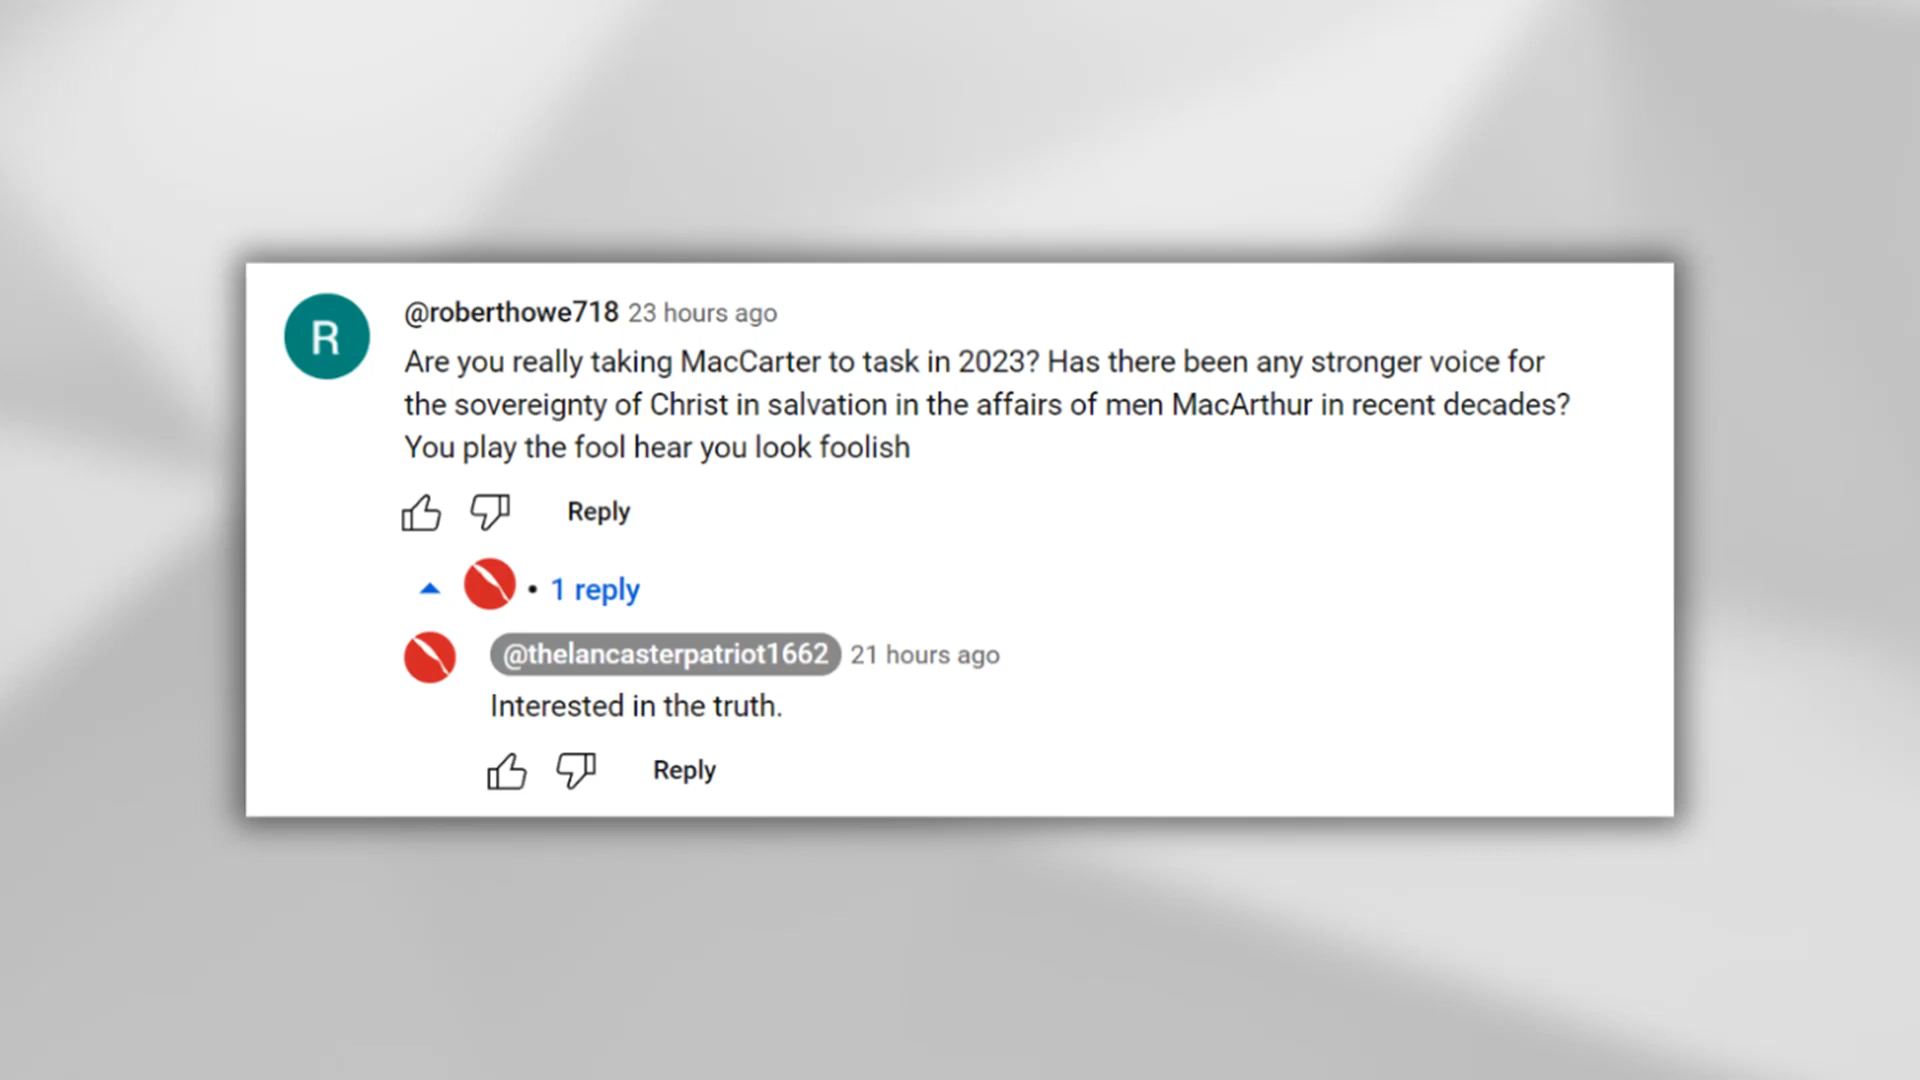 R
@roberthowe718 23 hours ago
Are you really taking MacCarter to task in 2023? Has there been any stronger voice for
the sovereignty of Christ in salvation in the affairs of men MacArthur in recent decades?
You play the fool hear you look foolish
Reply
• 1 reply
@thelancasterpatriot1662 21 hours ago
Interested in the truth.
Reply